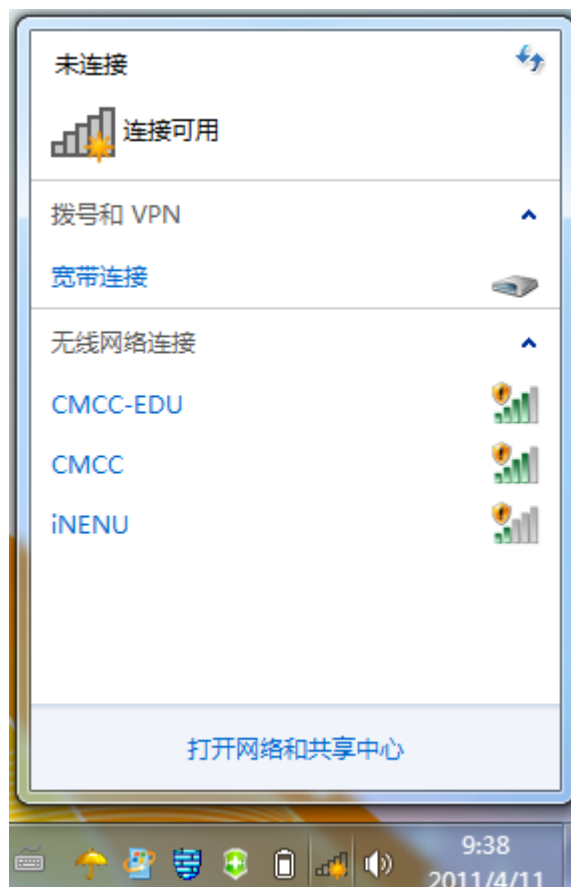 未连接
连接可用
拨号和 VPN
宽带连接
无线网络连接
CMCC-EDU
CMCC
iNENU
打开网络和共享中心
9:38
2011/4/11